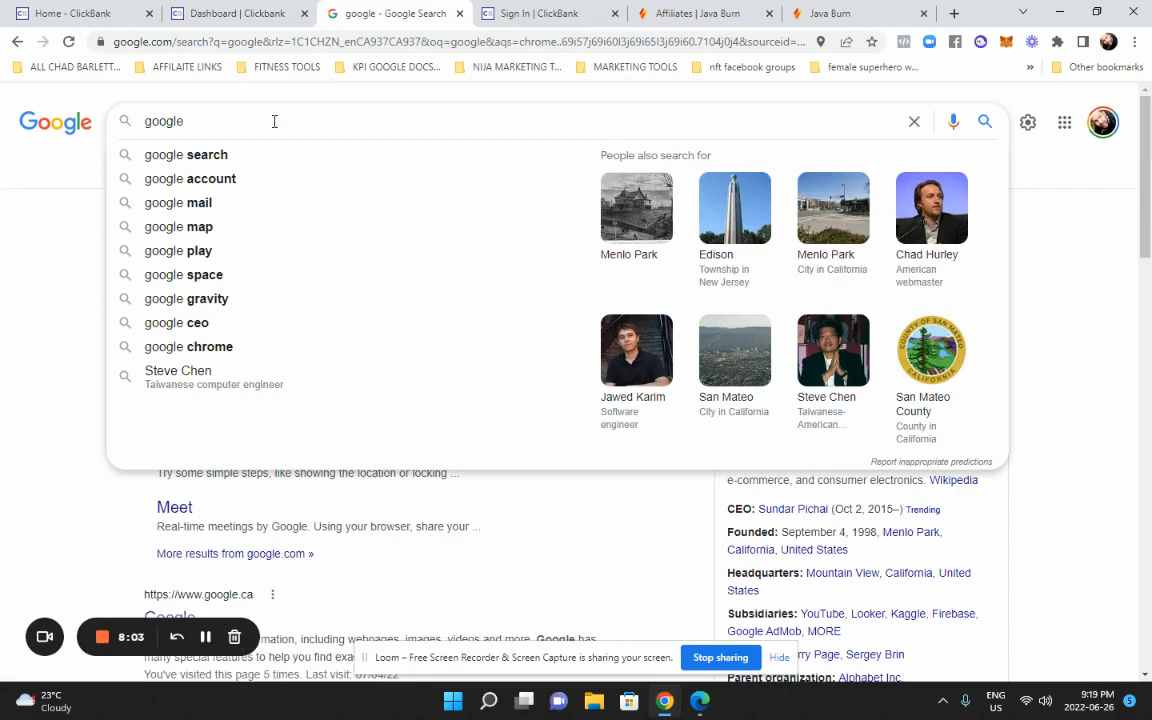 Home - ClickBank
Dashboard | Clickbank
google - Google Search
Sign In | ClickBank
Affiliates | Java Burn
Java Burn
google.com/search?q=google&rlz=1C1CHZN_enCA937CA937&oq=google&aqs=chrome..69i57j69i60l3j69i65l3j69i60.7104j0j4&sourceid=...
ALL CHAD BARLETT...
AFFILAITE LINKS
FITNESS TOOLS
KPI GOOGLE DOCS...
NIJA MARKETING T...
MARKETING TOOLS
nft facebook groups
female superhero w...
»
Other bookmarks
Google
google
google search
google account
google mail
google map
google play
google space
google gravity
google ceo
google chrome
Steve Chen
Taiwanese computer engineer
People also search for
Menlo Park
Edison
Township in
New Jersey
Menlo Park
City in California
Chad Hurley
American
webmaster
Jawed Karim
Software
engineer
San Mateo
City in California
Steve Chen
Taiwanese-
American...
San Mateo
County
County in
California
Report inappropriate predictions
Try some simple steps, like showing the location or locking ...
Meet
Real-time meetings by Google. Using your browser, share your ...
More results from google.com »
https://www.google.ca
Google
mation, including webpages, images, videos and more. Google has
many special features to help you find exa
You've visited this page 5 times. Last visit: 07/04/22
e-commerce, and consumer electronics. Wikipedia
CEO: Sundar Pichai (Oct 2, 2015–) Trending
Founded: September 4, 1998, Menlo Park,
California, United States
Headquarters: Mountain View, California, United
States
Subsidiaries: YouTube, Looker, Kaggle, Firebase,
Google AdMob, MORE
rry Page, Sergey Brin
Parent organization: Alphabet Inc.
8:03
Loom – Free Screen Recorder & Screen Capture is sharing your screen.
Stop sharing
Hide
23°C
Cloudy
ENG
US
9:19 PM
2022-06-26
5